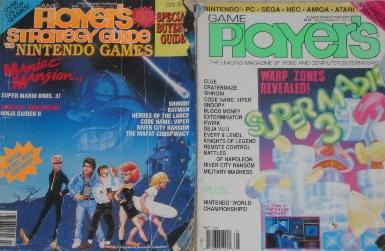 GAME
PLAYER'S
STRATEGY GUIDE
to
NINTENDO GAMES
SPECIAL
BUYER'S
GUIDE
Maniac
Mansion
SUPER MARIO BROS. 3!
NINJA GAIDEN II
SHINOBI
BATMAN
HEROES OF THE LANCE
CODE NAME: VIPER
RIVER CITY RANSOM
THE MAFAT CONSPIRACY
NINTENDO • PC • SEGA • NEC • AMIGA • ATARI
GAME
PLAYER'S
THE LEADING MAGAZINE OF VIDEO AND COMPUTER ENTERTAINMENT
WARP ZONES
REVEALED!
SUPER MARIO
3
CLUE
CRATERMAZE
SHINOBI
CODE NAME: VIPER
SNOOPY
BLOOD MONEY
EXTERMINATOR
KWIRK
DEJA VU II
EVERT & LENDL
KNIGHTS OF LEGEND
REMOTE CONTROL
BATTLES
OF NAPOLEON
RIVER CITY RANSOM
MILITARY MADNESS
PLUS
NINTENDO WORLD
CHAMPIONSHIPS!